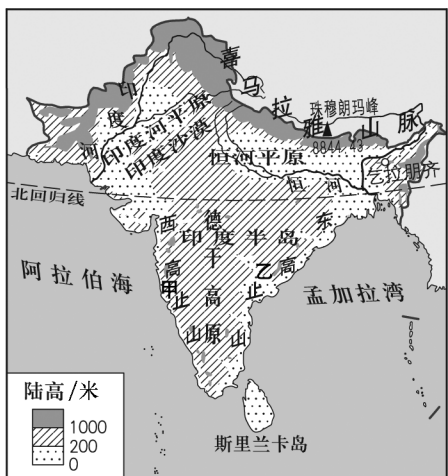 喜马拉雅山脉
珠穆朗玛峰
8844.43
印度河
印度河平原
印度沙漠
恒河平原
恒河
乞拉朋齐
北回归线
西高止山
德干高原
印度半岛
东高止山
甲
乙
阿拉伯海
孟加拉湾
斯里兰卡岛
陆高/米
1000
200
0